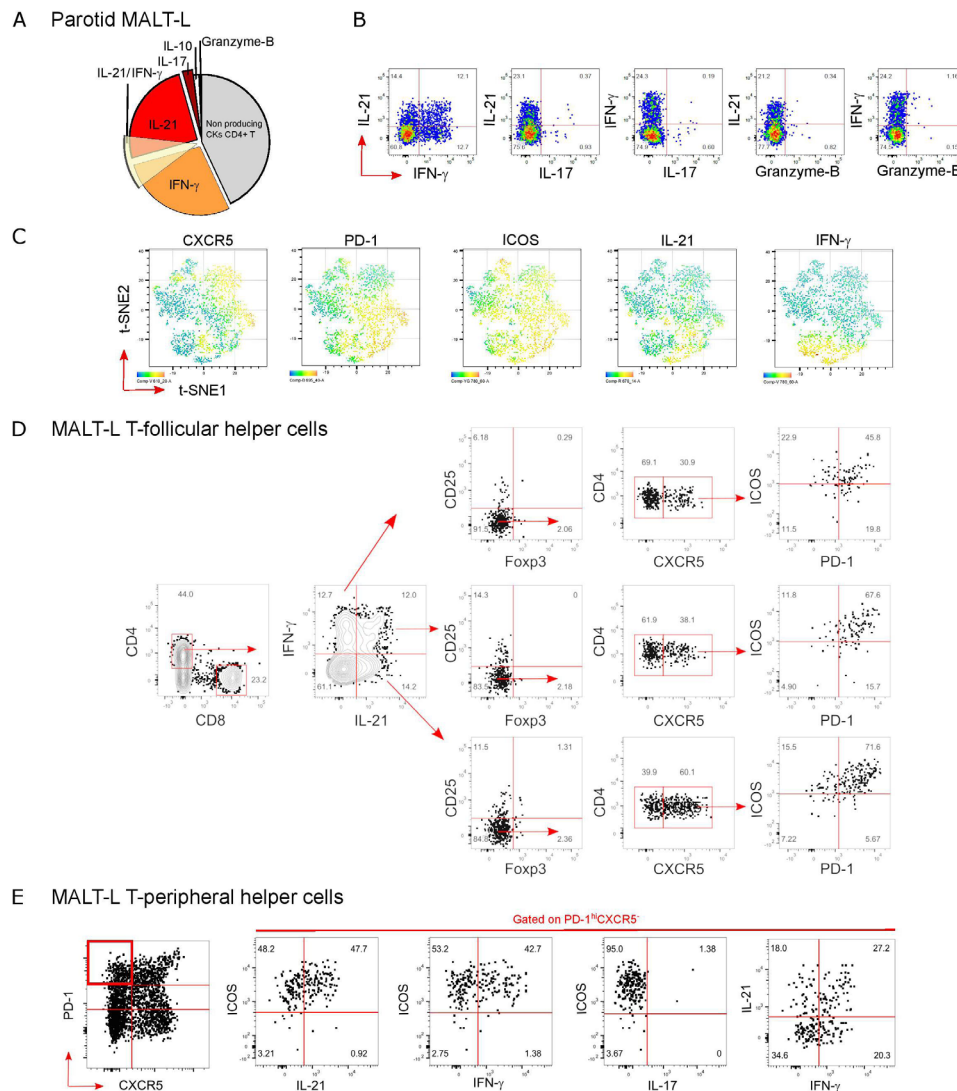 A Parotid MALT-L
IL-10
Granzyme-B
IL-17
IL-21/IFN-γ
IL-21
Non producing
CKs CD4+ T
IFN-γ
B
IL-21
14.4 12.1
60.8 12.7
IFN-γ
IL-21
23.1 0.37
75.6 0.93
IL-17
IFN-γ
24.3 0.19
74.9
IL-17
IL-21
21.2 0.34
77.7 0.82
Granzyme-B
IFN-γ
24.2 1.16
74.5 0.15
Granzyme-B
C
CXCR5 PD-1 ICOS IL-21 IFN-γ
t-SNE2
t-SNE1
D MALT-L T-follicular helper cells
CD4
44.0
23.2
CD8
IFN-γ
12.7 12.0
61.1 14.2
IL-21
CD25
6.18 0.29
91.5 2.06
Foxp3
CD4
69.1 30.9
CXCR5
ICOS
22.9 45.8
11.5 19.8
PD-1
CD25
14.3 0
83.5 2.18
Foxp3
CD4
61.9 38.1
CXCR5
ICOS
11.8 67.6
4.90 15.7
PD-1
CD25
11.5 1.31
84.8 2.36
Foxp3
CD4
39.9 60.1
CXCR5
ICOS
15.5 71.6
7.22 5.67
PD-1
E MALT-L T-peripheral helper cells
Gated on PD-1hiCXCR5-
PD-1
CXCR5
ICOS
48.2 47.7
3.21 0.92
IL-21
ICOS
53.2 42.7
2.75 1.38
IFN-γ
ICOS
95.0 1.38
3.67 0
IL-17
IL-21
18.0 27.2
34.6 20.3
IFN-γ